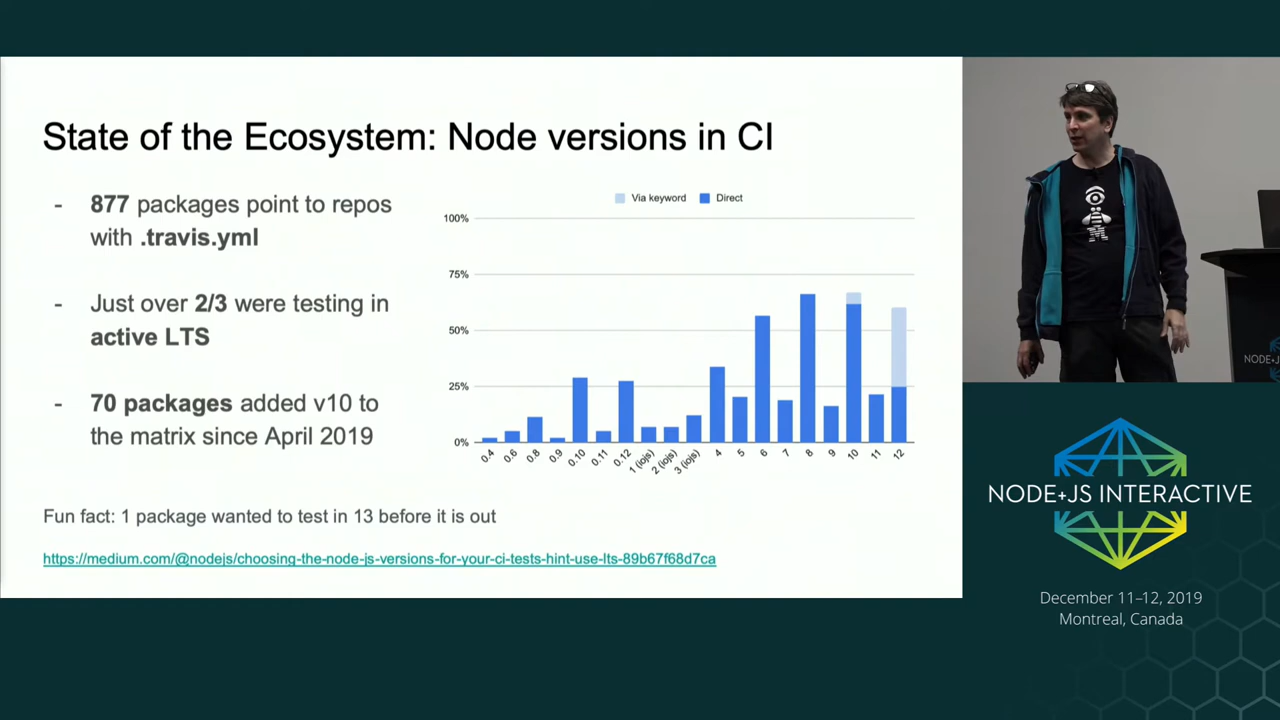 State of the Ecosystem: Node versions in CI
- 877 packages point to repos
with .travis.yml
- Just over 2/3 were testing in
active LTS
- 70 packages added v10 to
the matrix since April 2019
Via keyword Direct
100%
75%
50%
25%
0%
0.4 0.6 0.8 0.9 0.10 0.11 0.12 1 (iojs) 2 (iojs) 3 (iojs) 4 5 6 7 8 9 10 11 12
Fun fact: 1 package wanted to test in 13 before it is out
https://medium.com/@nodejs/choosing-the-node-js-versions-for-your-ci-tests-hint-use-lts-89b67f68d7ca
NODE+JS
NODE+JS INTERACTIVE
December 11–12, 2019
Montreal, Canada